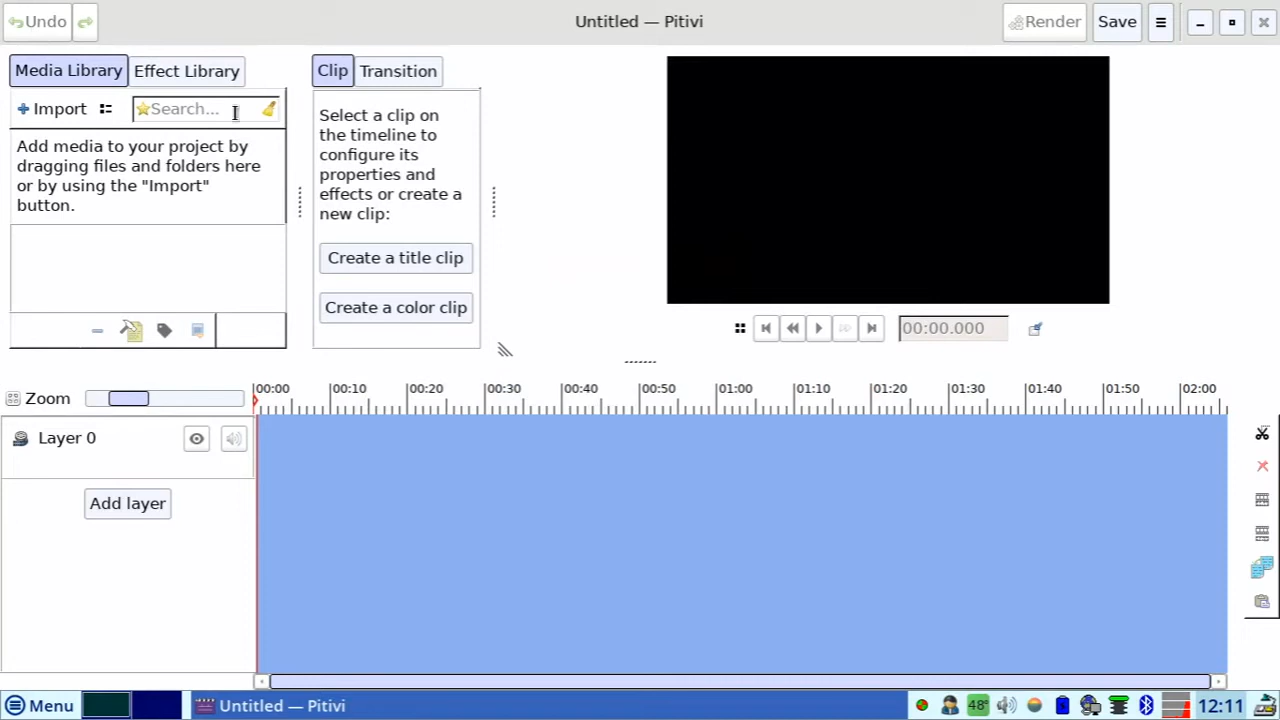 Undo
Untitled — Pitivi
Render
Save
Media Library
Effect Library
Clip
Transition
Import
Search...
Add media to your project by
dragging files and folders here
or by using the "Import"
button.
Select a clip on
the timeline to
configure its
properties and
effects or create a
new clip:
Create a title clip
Create a color clip
00:00.000
Zoom
00:00
00:10
00:20
00:30
00:40
00:50
01:00
01:10
01:20
01:30
01:40
01:50
02:00
Layer 0
Add layer
Menu
Untitled — Pitivi
48°
12:11